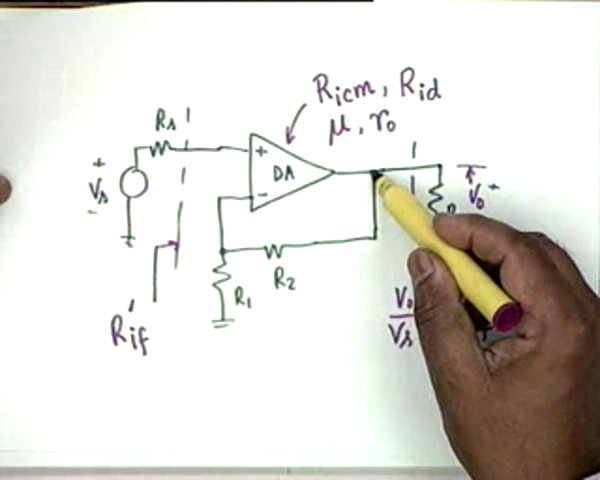 Ricm, Rid
μ, ro
Rs
+
Vs
-
+
DA
-
Vo +
R2
R1
R'if
Vo
Vs